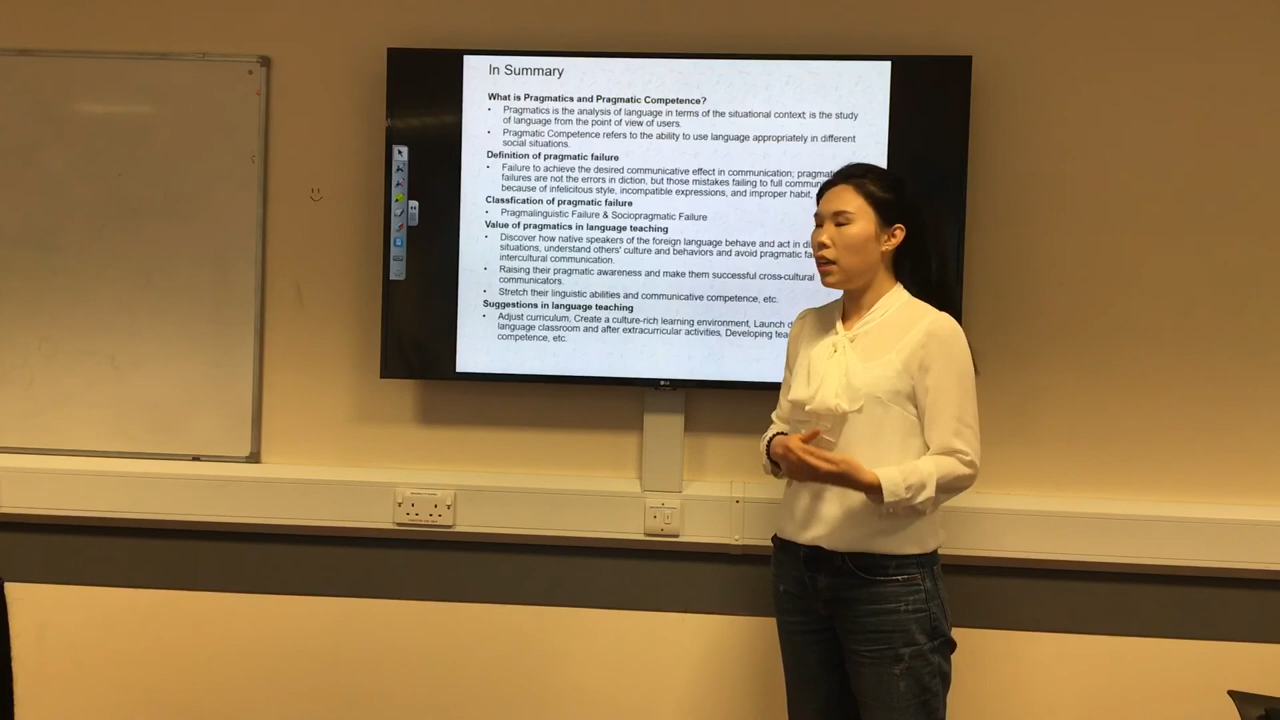 In Summary
What is Pragmatics and Pragmatic Competence?
• Pragmatics is the analysis of language in terms of the situational context, is the study
of language from the point of view of users.
• Pragmatic Competence refers to the ability to use language appropriately in different
social situations.
Definition of pragmatic failure
• Failure to achieve the desired communicative effect in communication; pragmat
failures are not the errors in diction, but those mistakes failing to full commun
because of infelicitous style, incompatible expressions, and improper habit,
Classfication of pragmatic failure
• Pragmalinguistic Failure & Sociopragmatic Failure
Value of pragmatics in language teaching
• Discover how native speakers of the foreign language behave and act in di
situations, understand others' culture and behaviors and avoid pragmatic fa
intercultural communication.
• Raising their pragmatic awareness and make them successful cross-cultural
communicators.
• Stretch their linguistic abilities and communicative competence, etc.
Suggestions in language teaching
• Adjust curriculum, Create a culture-rich learning environment, Launch d
language classroom and after extracurricular activities, Developing tea
competence, etc.
LG